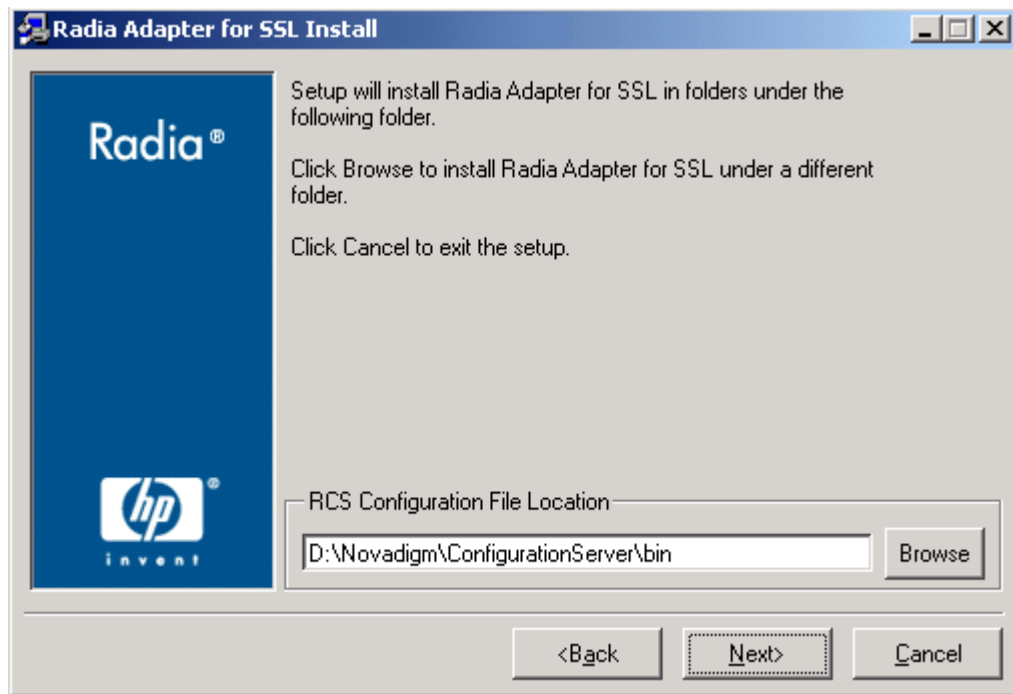 Radia Adapter for SSL Install
Radia®
Setup will install Radia Adapter for SSL in folders under the
following folder.
Click Browse to install Radia Adapter for SSL under a different
folder.
Click Cancel to exit the setup.
hp®
invent
RCS Configuration File Location
D:\Novadigm\ConfigurationServer\bin
Browse
<Back
Next>
Cancel